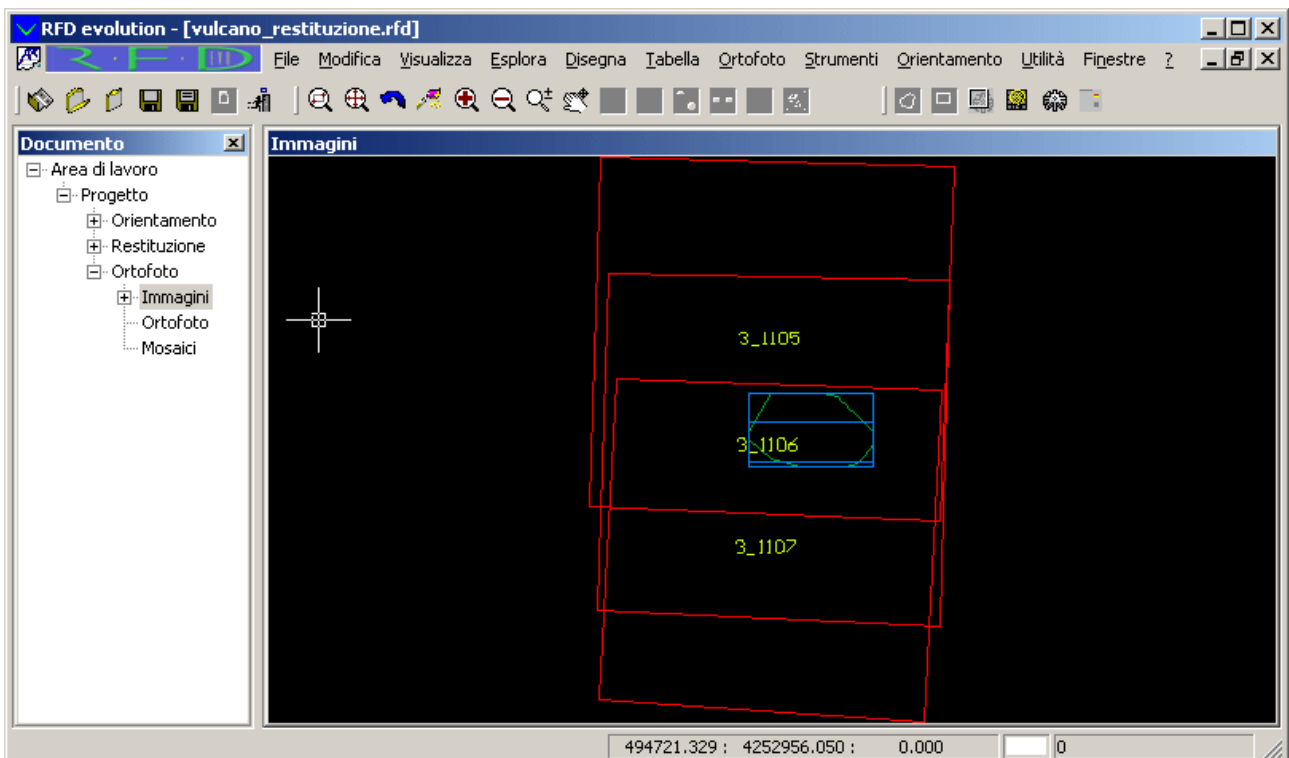 RFD evolution - [vulcano_restituzione.rfd]
R · F · D III File Modifica Visualizza Esplora Disegna Tabella Ortofoto Strumenti Orientamento Utilità Finestre ?
Documento
Area di lavoro
Progetto
Orientamento
Restituzione
Ortofoto
Immagini
Ortofoto
Mosaici
Immagini
3_1105
3_1106
3_1107
494721.329 : 4252956.050 : 0.000 0